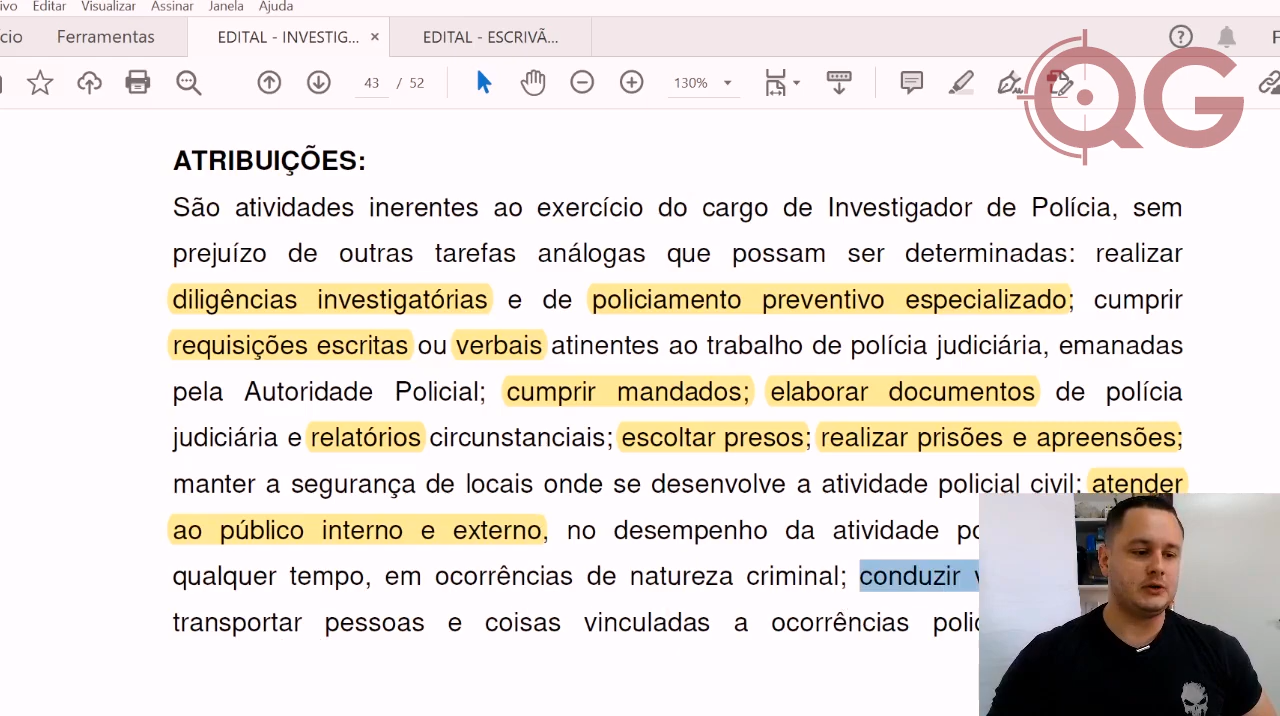 Editar Visualizar Assinar Janela Ajuda
Ferramentas EDITAL - INVESTIG... × EDITAL - ESCRIVÃ...
43 / 52 130%
QG
ATRIBUIÇÕES:
São atividades inerentes ao exercício do cargo de Investigador de Polícia, sem
prejuízo de outras tarefas análogas que possam ser determinadas: realizar
diligências investigatórias e de policiamento preventivo especializado; cumprir
requisições escritas ou verbais atinentes ao trabalho de polícia judiciária, emanadas
pela Autoridade Policial; cumprir mandados; elaborar documentos de polícia
judiciária e relatórios circunstanciais; escoltar presos; realizar prisões e apreensões;
manter a segurança de locais onde se desenvolve a atividade policial civil; atender
ao público interno e externo, no desempenho da atividade
qualquer tempo, em ocorrências de natureza criminal; conduzir
transportar pessoas e coisas vinculadas a ocorrências